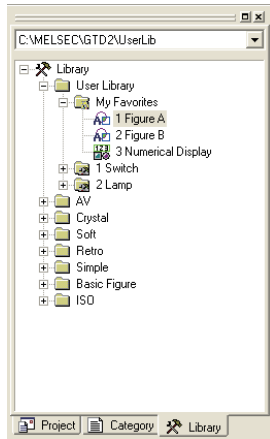 C:\MELSEC\GTD2\UserLib
Library
User Library
My Favorites
1 Figure A
2 Figure B
3 Numerical Display
1 Switch
2 Lamp
AV
Crystal
Soft
Retro
Simple
Basic Figure
ISO
Project Category Library